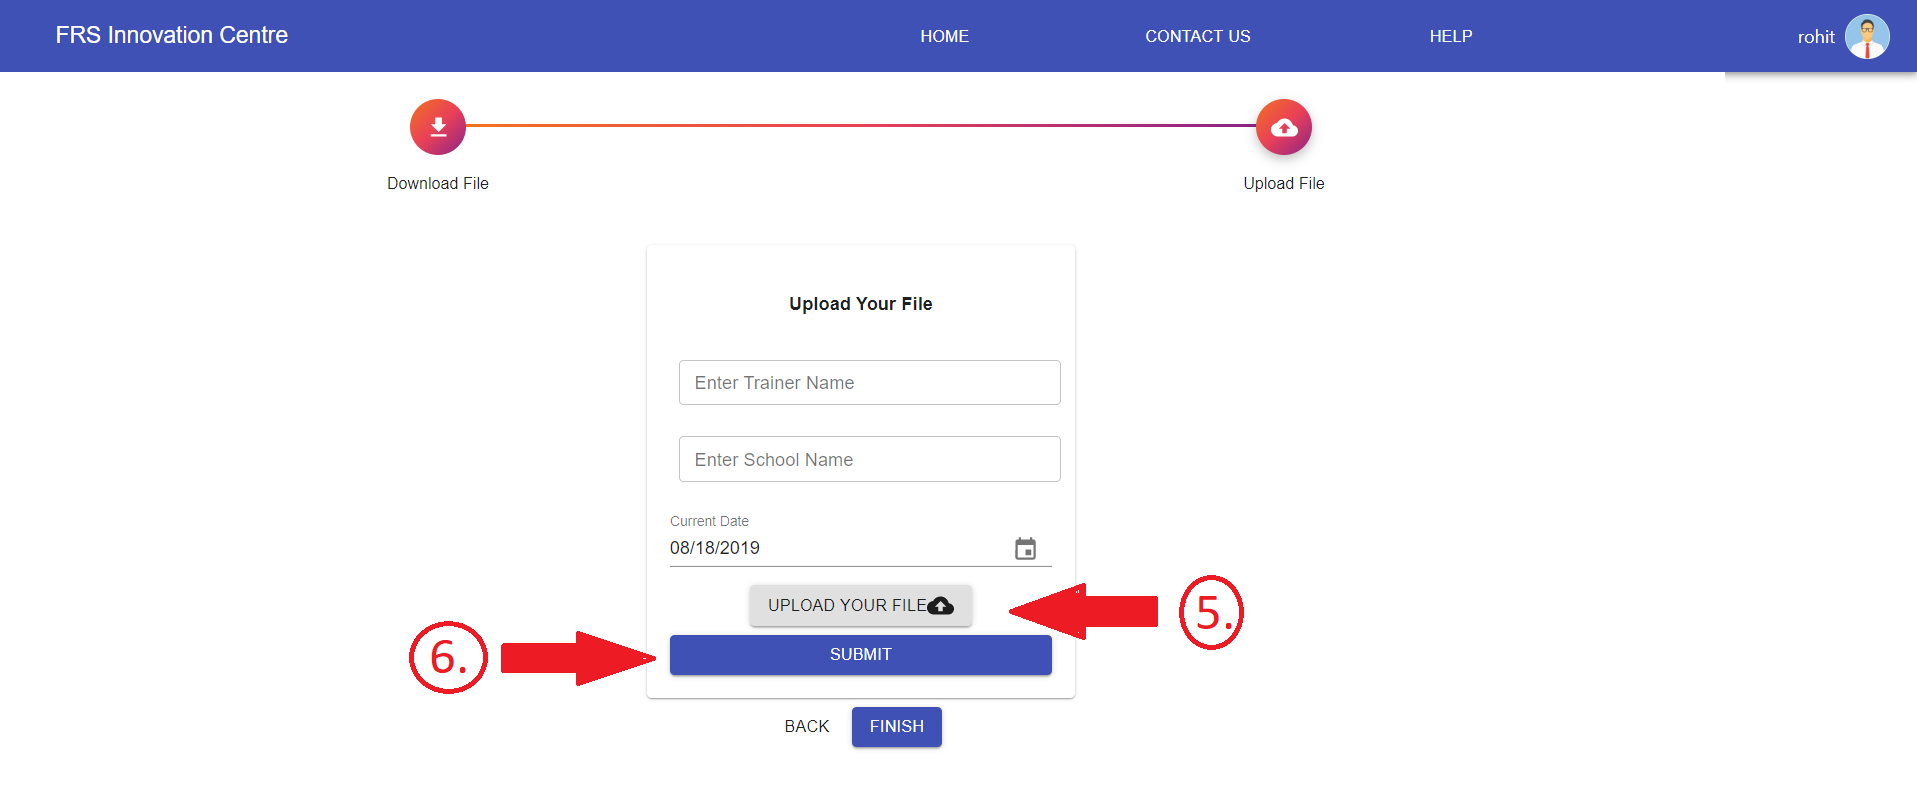 FRS Innovation Centre
HOME
CONTACT US
HELP
rohit
Download File
Upload File
Upload Your File
Enter Trainer Name
Enter School Name
Current Date
08/18/2019
UPLOAD YOUR FILE
5.
6.
SUBMIT
BACK
FINISH